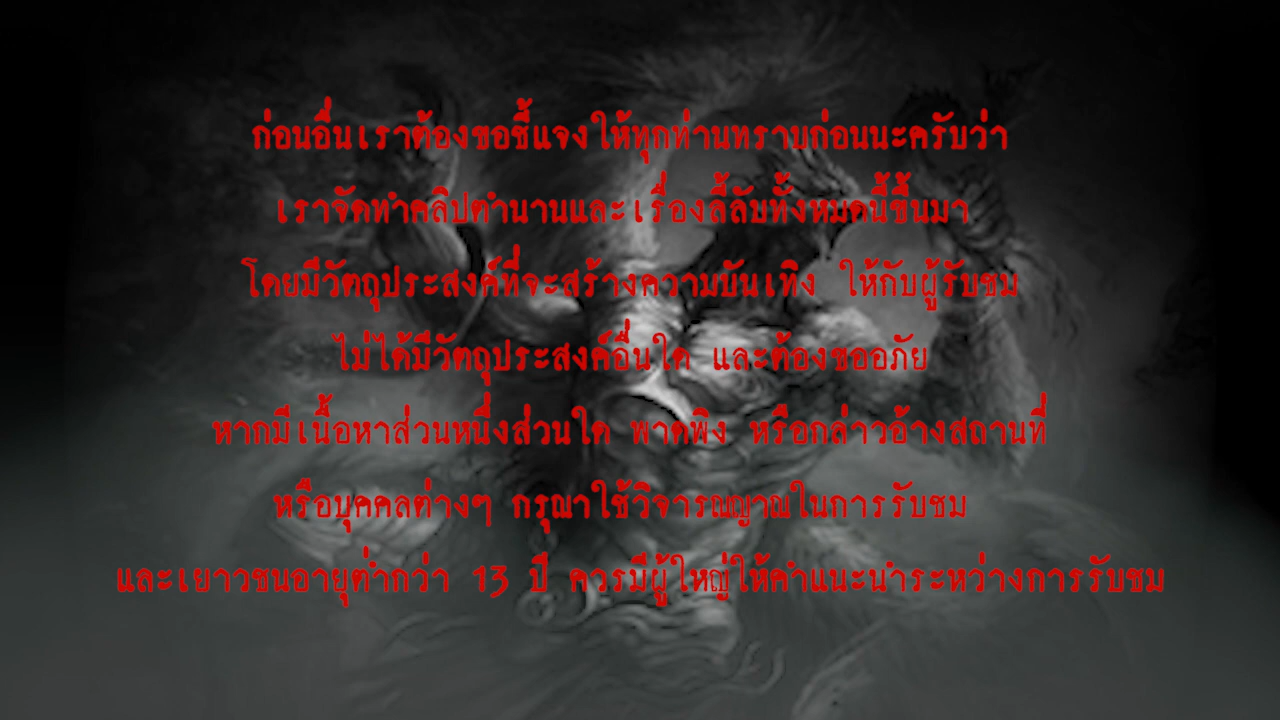 ก่อนอื่นเราต้องขอชี้แจงให้ทุกท่านทราบก่อนนะครับว่า
เราจัดทำคลิปตำนานและเรื่องลี้ลับทั้งหมดนี้ขึ้นมา
โดยมีวัตถุประสงค์ที่จะสร้างความบันเทิง ให้กับผู้รับชม
ไม่ได้มีวัตถุประสงค์อื่นใด และต้องขออภัย
หากมีเนื้อหาส่วนหนึ่งส่วนใด พาดพิง หรือกล่าวอ้างสถานที่
หรือบุคคลต่างๆ กรุณาใช้วิจารณญาณในการรับชม
และเยาวชนอายุต่ำกว่า 13 ปี ควรมีผู้ใหญ่ให้คำแนะนำระหว่างการรับชม